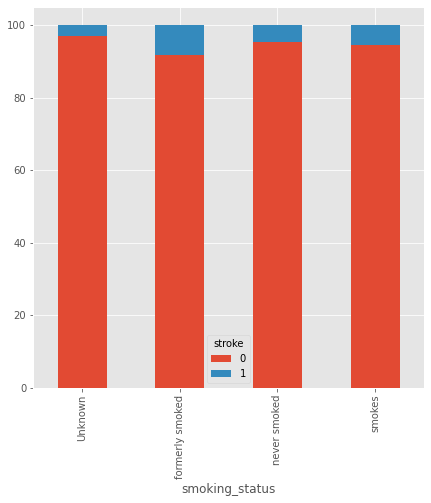 100
80
60
40
20
0
stroke
0
1
Unknown
formerly smoked
never smoked
smokes
smoking_status